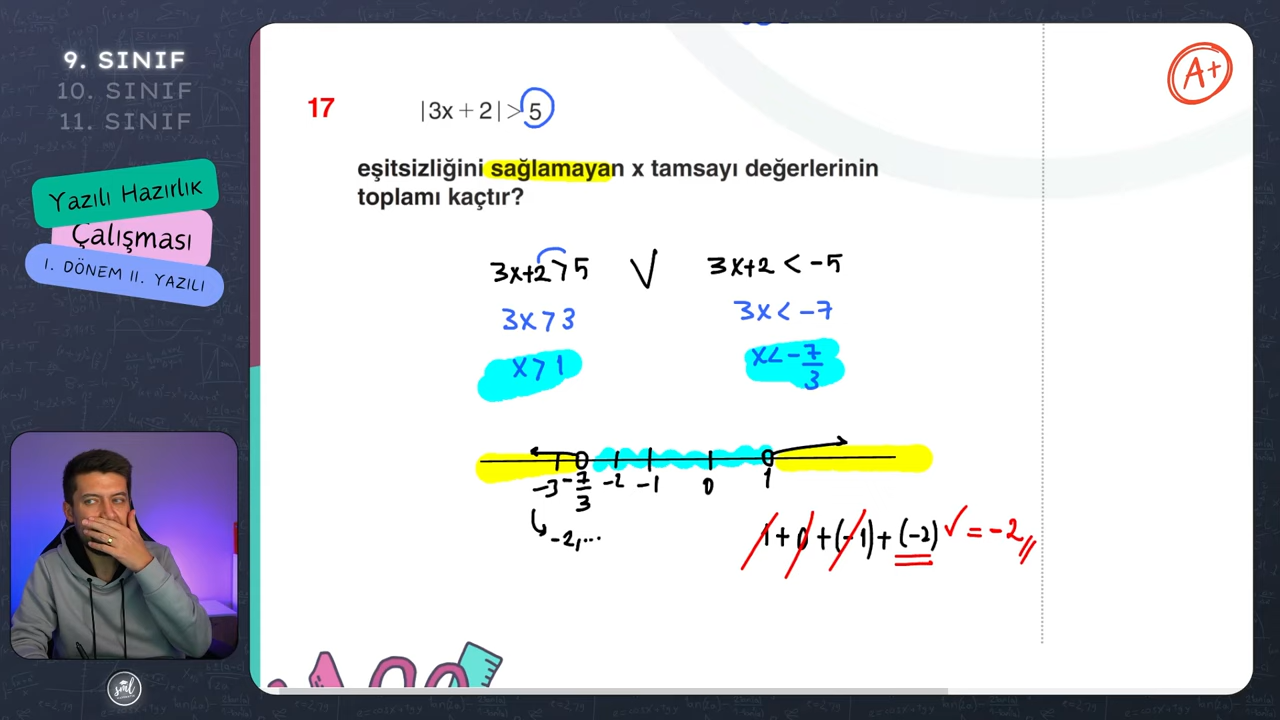 9. SINIF
10. SINIF
11. SINIF
Yazılı Hazırlık
Çalışması
I. DÖNEM II. YAZILI
A+
17
|3x + 2| > 5
eşitsizliğini sağlamayan x tamsayı değerlerinin
toplamı kaçtır?
3x+2 > 5 V 3x+2 < -5
3x > 3 3x < -7
x > 1 x < -7/3
-3 -7/3 -2 -1 0 1
-2,...
1 + 0 + (-1) + (-2) ✓ = -2 //
sml